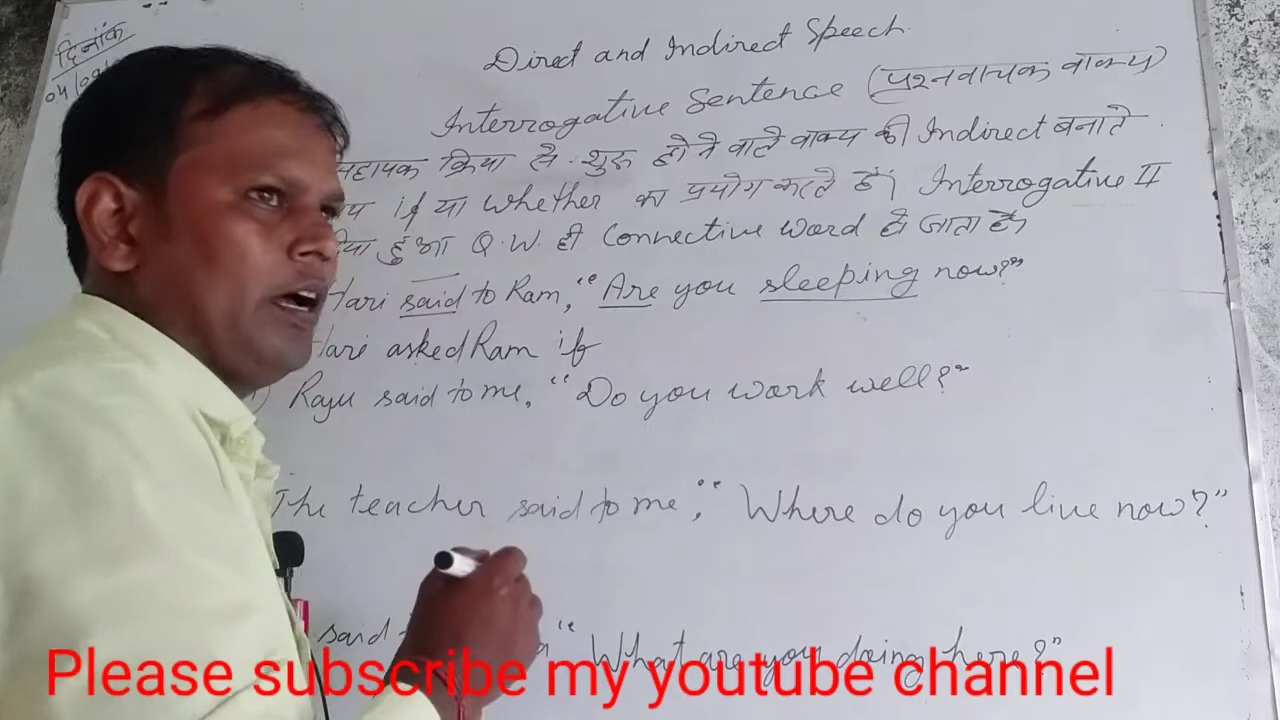 दिनांक
04/09/
Direct and Indirect Speech.
Interrogative Sentence (प्रश्नवाचक वाक्य)
सहायक क्रिया से शुरू होने वाले वाक्य की Indirect बनाते
if या whether का प्रयोग करते हैं। Interrogative II
हुआ Q.W. ही Connective word हो जाता है।
Hari said to Ram, "Are you sleeping now?"
Hari asked Ram if
Raju said to me, "Do you work well?"
The teacher said to me, "Where do you live now?"
said "What are you doing here?"
Please subscribe my youtube channel